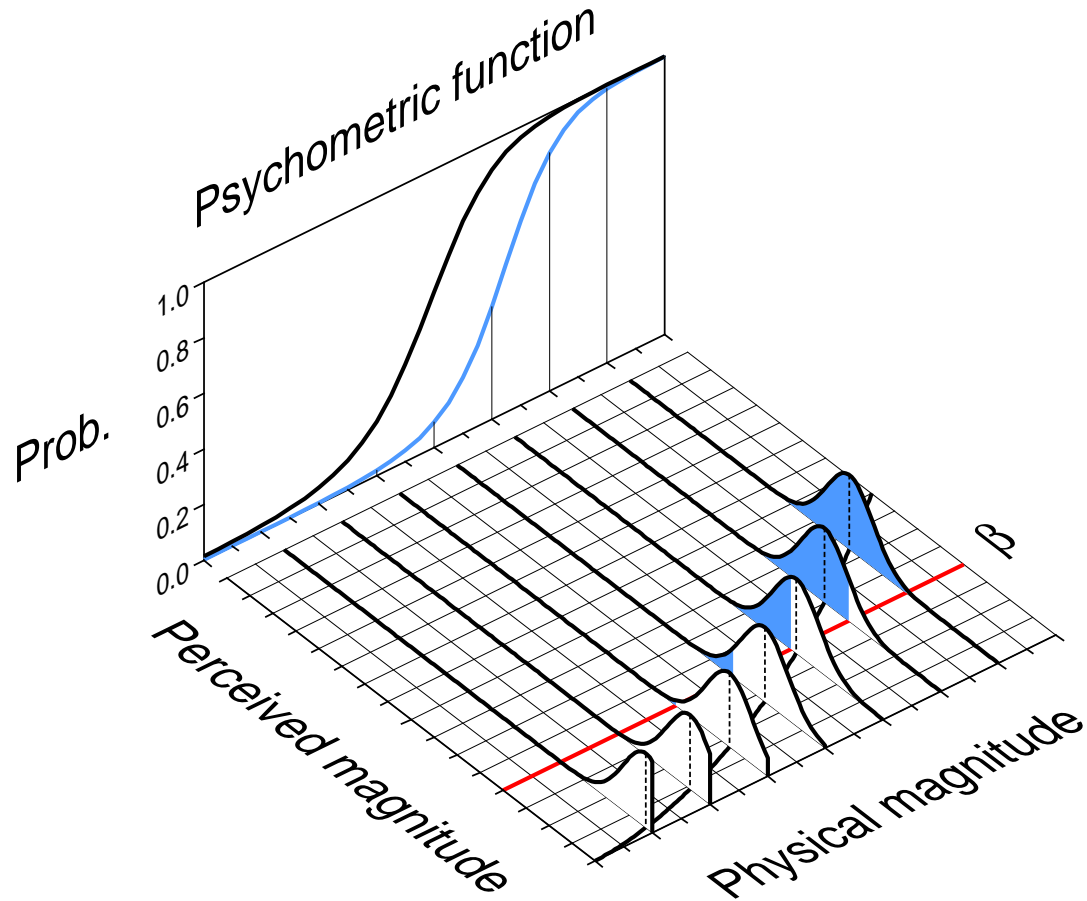 Psychometric function
1.0
0.8
0.6
0.4
0.2
0.0
Prob.
β
Perceived magnitude
Physical magnitude